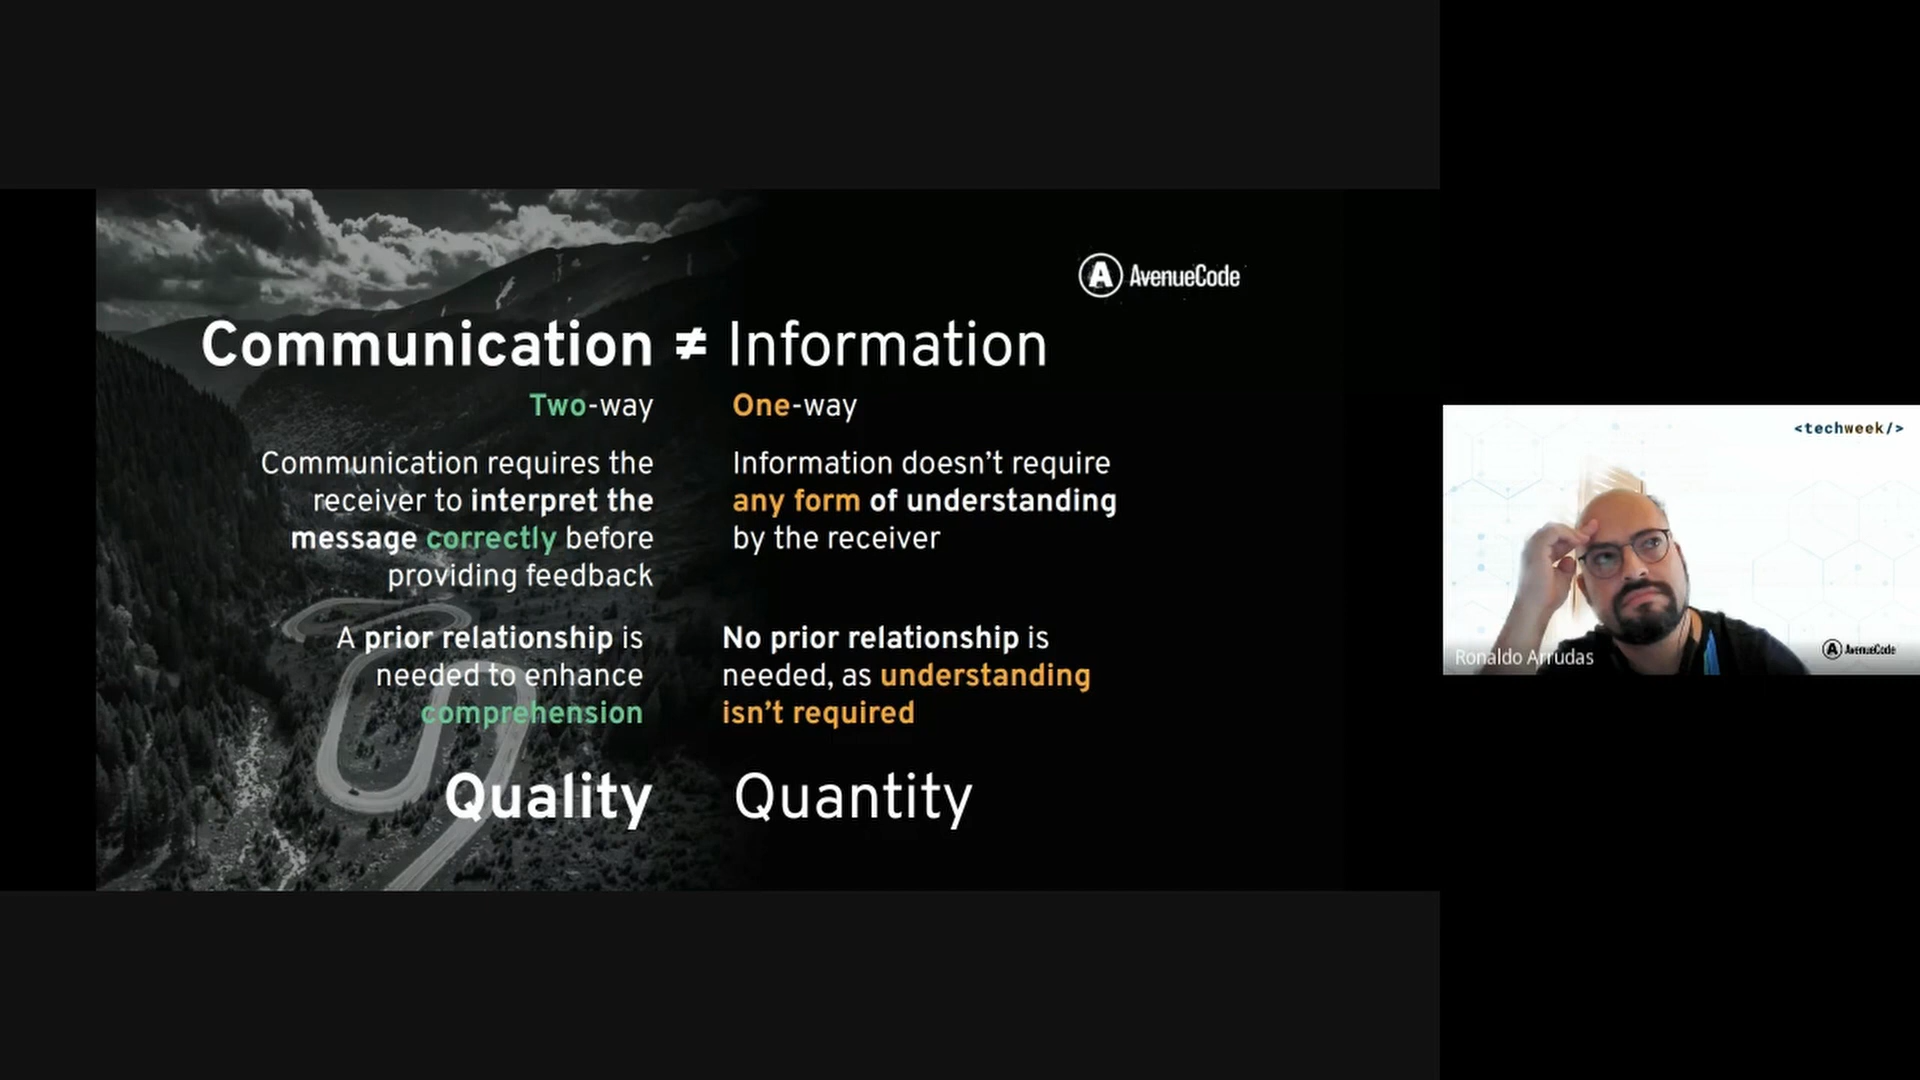 AvenueCode
Communication ≠ Information
Two-way
Communication requires the
receiver to interpret the
message correctly before
providing feedback
A prior relationship is
needed to enhance
comprehension
Quality
One-way
Information doesn't require
any form of understanding
by the receiver
No prior relationship is
needed, as understanding
isn't required
Quantity
<techweek/>
Ronaldo Arrudas
AvenueCode